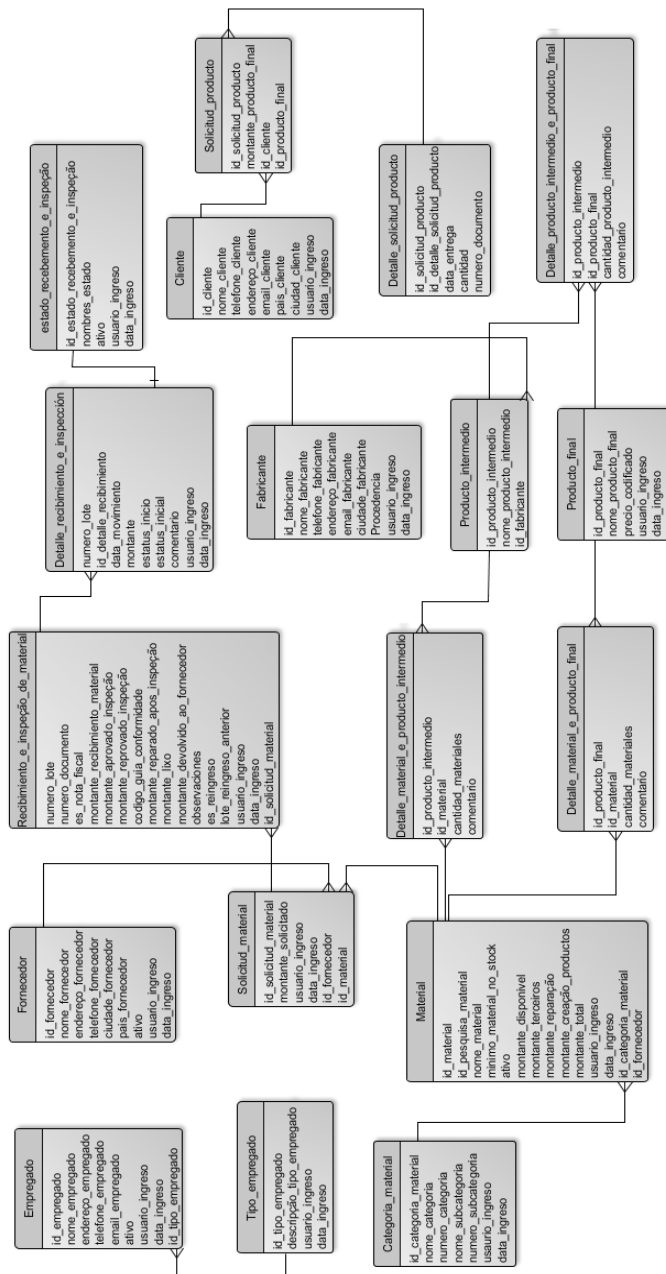 Empregado
id_empregado
nome_empregado
endereço_empregado
telefone_empregado
email_empregado
ativo
usuario_ingreso
data_ingreso
id_tipo_empregado
Fornecedor
id_fornecedor
nome_fornecedor
endereço_fornecedor
telefone_fornecedor
ciudade_fornecedor
pais_fornecedor
ativo
usuario_ingreso
data_ingreso
Recibimiento_e_inspeção_de_material
numero_lote
numero_documento
es_nota_fiscal
montante_recibimiento_material
montante_aprovado_inspeção
montante_reprovado_inspeção
codigo_guia_conformidade
montante_reparado_apos_inspeção
montante_lixo
montante_devolvido_ao_fornecedor
observaciones
es_reingreso
lote_reingreso_anterior
usuario_ingreso
data_ingreso
id_solicitud_material
Detalle_recibimiento_e_inspección
numero_lote
id_detalle_recibimiento
data_movimiento
montante
estatus_inicio
estatus_inicial
comentario
usuario_ingreso
data_ingreso
estado_recebemento_e_inspeção
id_estado_recebemento_e_inspeção
nombres_estado
ativo
usuario_ingreso
data_ingreso
Tipo_empregado
id_tipo_empregado
descripção_tipo_empregado
usuario_ingreso
data_ingreso
Solicitud_material
id_solicitud_material
montante_solicitado
usuario_ingreso
data_ingreso
id_fornecedor
id_material
Cliente
id_cliente
nome_cliente
telefone_cliente
endereço_cliente
email_cliente
pais_cliente
ciudad_cliente
usuario_ingreso
data_ingreso
Solicitud_producto
id_solicitud_producto
montante_producto_final
id_cliente
id_producto_final
Fabricante
id_fabricante
nome_fabricante
telefone_fabricante
endereço_fabricante
email_fabricante
ciudade_fabricante
Procedencia
usuario_ingreso
data_ingreso
Detalle_solicitud_producto
id_solicitud_producto
id_detalle_solicitud_producto
data_entrega
cantidad
numero_documento
Categoria_material
id_categoria_material
nome_categoria
numero_categoria
nome_subcategoria
numero_subcategoria
usaurio_ingreso
data_ingreso
Material
id_material
id_pesquisa_material
nome_material
minimo_material_no_stock
ativo
montante_disponivel
montante_terceiros
montante_reparação
montante_creação_productos
montante_total
usuario_ingreso
data_ingreso
id_categoria_material
id_fornecedor
Detalle_material_e_producto_intermedio
id_producto_intermedio
id_material
cantidad_materiales
comentario
Producto_intermedio
id_producto_intermedio
nome_producto_intermedio
id_fabricante
Detalle_producto_intermedio_e_producto_final
id_producto_intermedio
id_producto_final
cantidad_producto_intermedio
comentario
Detalle_material_e_producto_final
id_producto_final
id_material
cantidad_materiales
comentario
Producto_final
id_producto_final
nome_producto_final
precio_codificado
usuario_ingreso
data_ingreso